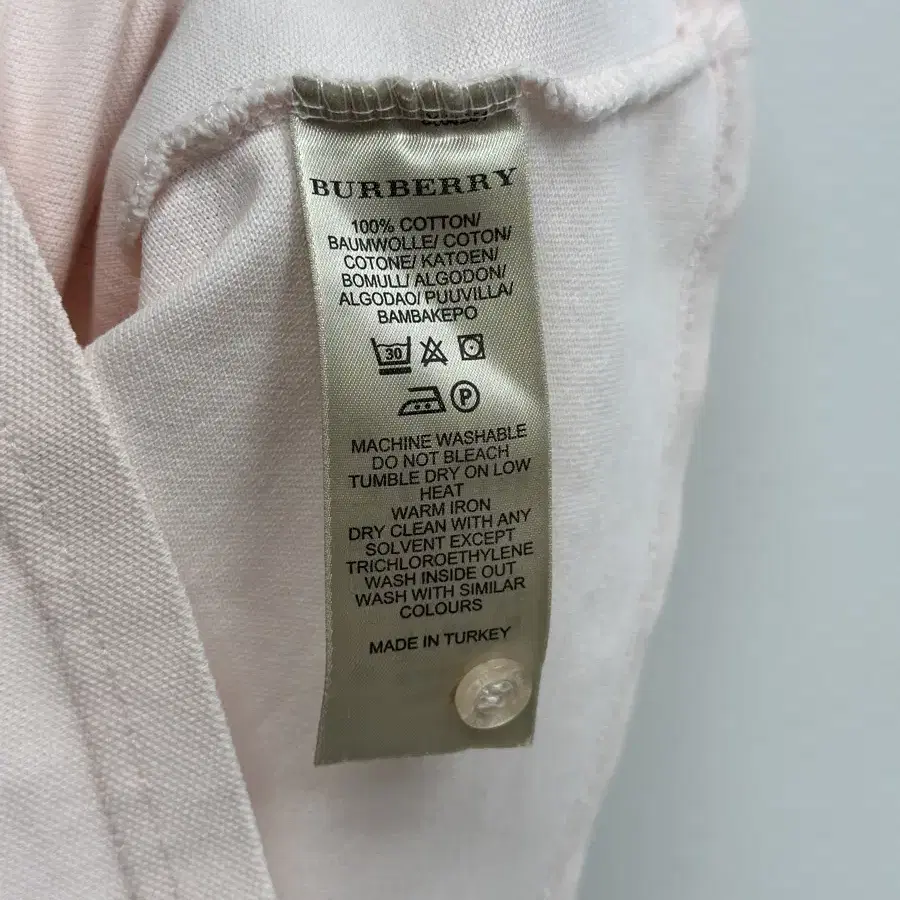 BURBERRY
100% COTTON/
BAUMWOLLE/ COTON/
COTONE/ KATOEN/
BOMULL/ ALGODON/
ALGODAO/ PUUVILLA/
BAMBAKEPO
30
P
MACHINE WASHABLE
DO NOT BLEACH
TUMBLE DRY ON LOW
HEAT
WARM IRON
DRY CLEAN WITH ANY
SOLVENT EXCEPT
TRICHLOROETHYLENE
WASH INSIDE OUT
WASH WITH SIMILAR
COLOURS
MADE IN TURKEY